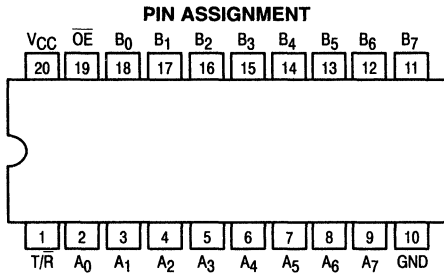 PIN ASSIGNMENT
VCC OE B0 B1 B2 B3 B4 B5 B6 B7
20 19 18 17 16 15 14 13 12 11
1 2 3 4 5 6 7 8 9 10
T/R A0 A1 A2 A3 A4 A5 A6 A7 GND